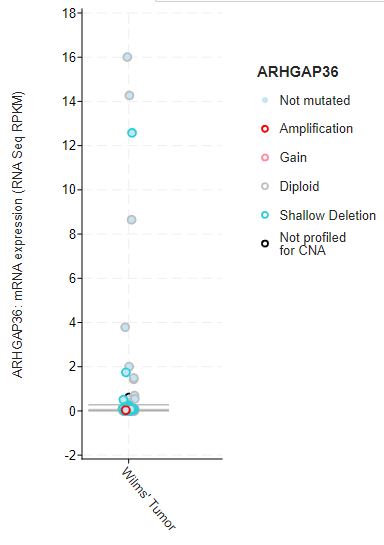 18
16
14
12
10
8
6
4
2
0
-2
ARHGAP36: mRNA expression (RNA Seq RPKM)
Wilms' Tumor
ARHGAP36
Not mutated
Amplification
Gain
Diploid
Shallow Deletion
Not profiled
for CNA